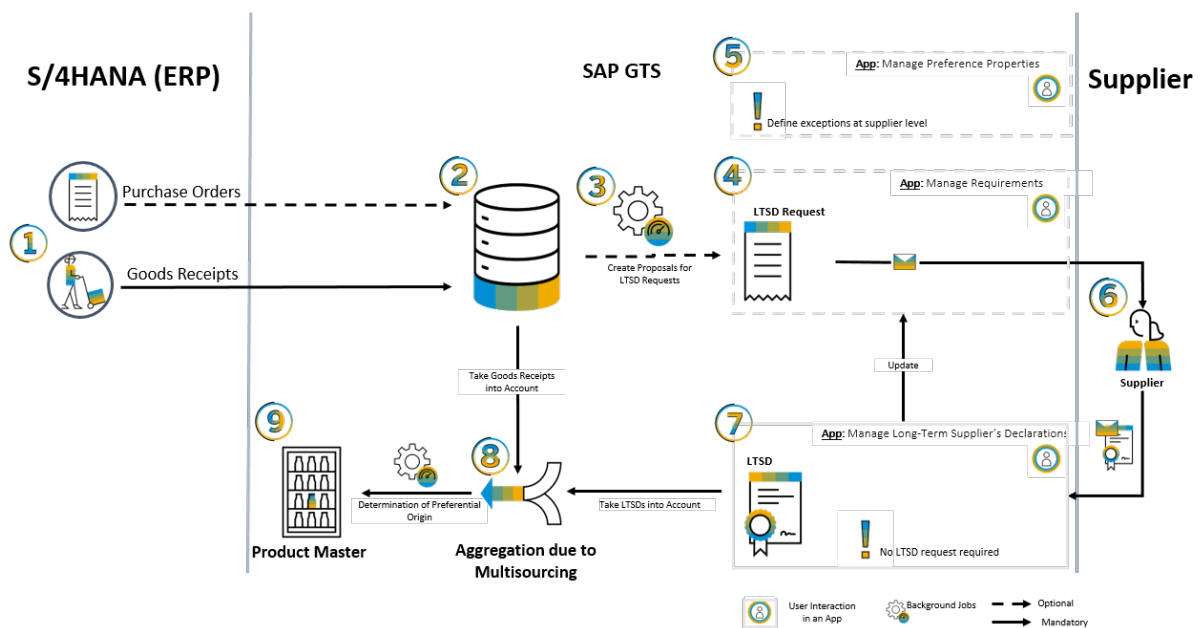 S/4HANA (ERP)
SAP GTS
Supplier
5
App: Manage Preference Properties
Define exceptions at supplier level
1
Purchase Orders
Goods Receipts
2
3
Create Proposals for
LTSD Requests
4
App: Manage Requirements
LTSD Request
6
Supplier
Take Goods Receipts
into Account
Update
7
App: Manage Long-Term Supplier's Declarations
LTSD
No LTSD request required
Take LTSDs into Account
8
Aggregation due to
Multisourcing
Determination of Preferential
Origin
9
Product Master
User Interaction
in an App
Background Jobs
Optional
Mandatory